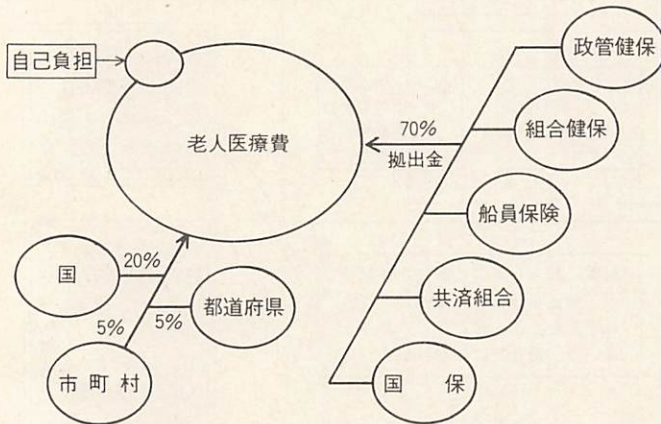 自己負担
老人医療費
70%
拠出金
政管健保
組合健保
船員保険
共済組合
国保
国
20%
都道府県
5%
5%
市町村